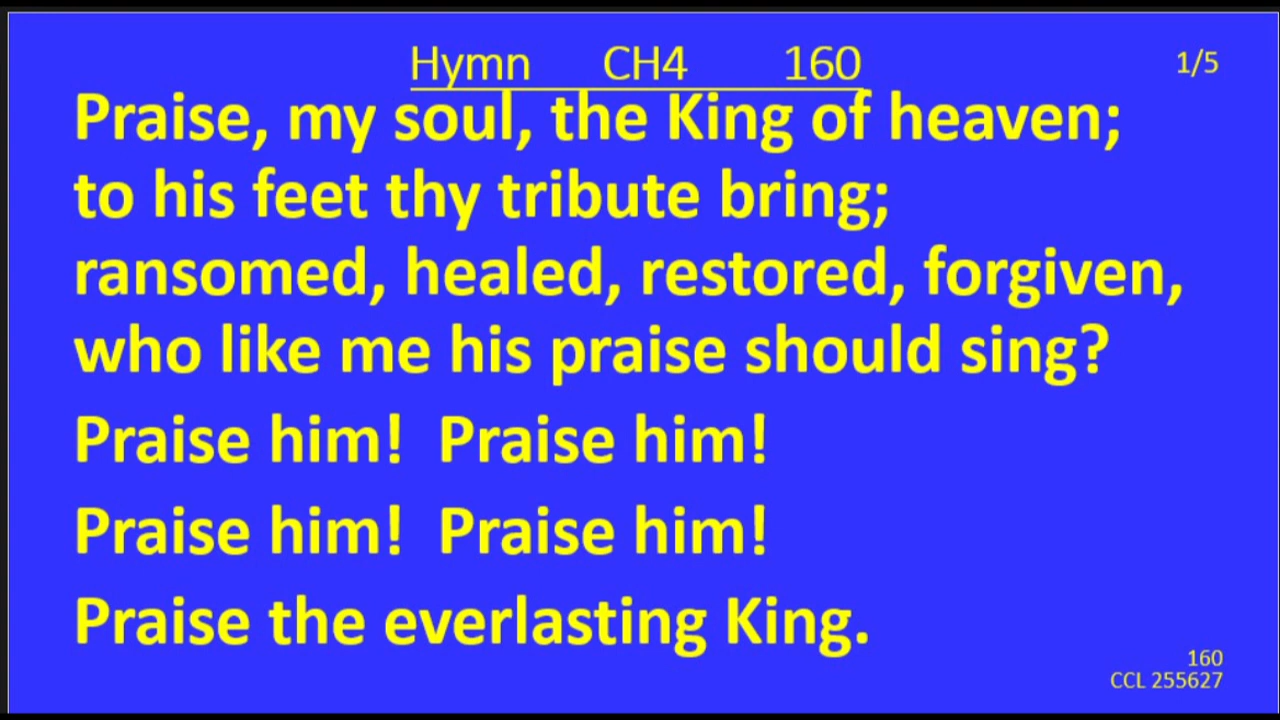 Hymn CH4 160
1/5
Praise, my soul, the King of heaven;
to his feet thy tribute bring;
ransomed, healed, restored, forgiven,
who like me his praise should sing?
Praise him! Praise him!
Praise him! Praise him!
Praise the everlasting King.
160
CCL 255627